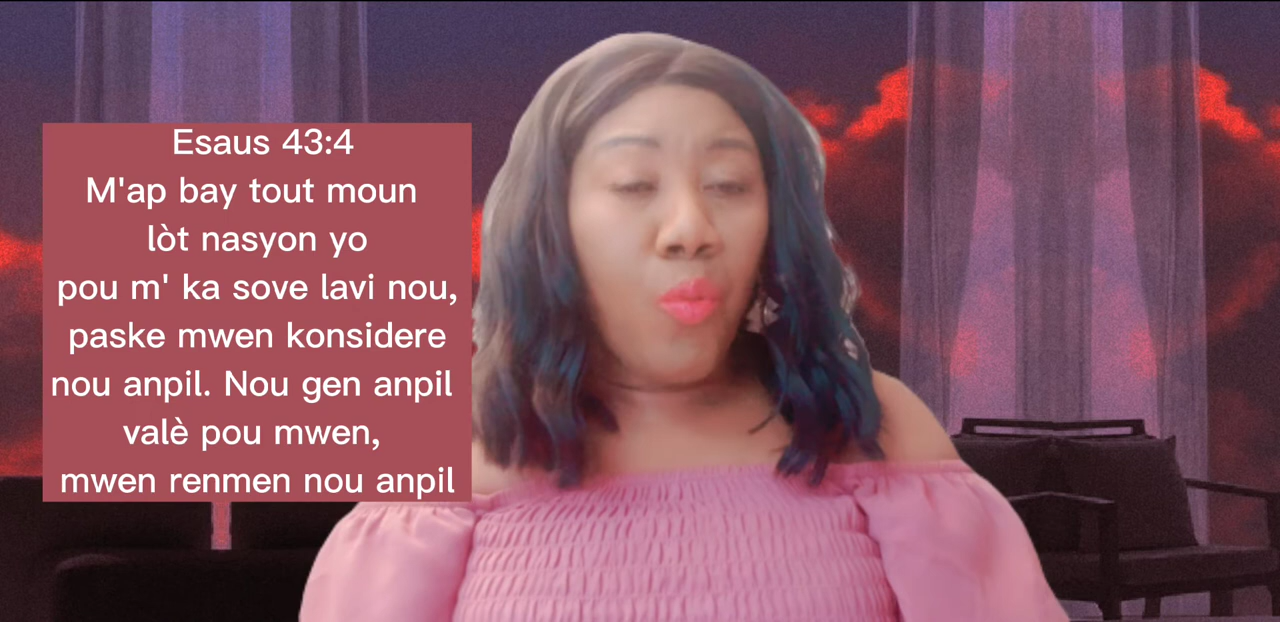 Esaus 43:4
M'ap bay tout moun
lòt nasyon yo
pou m' ka sove lavi nou,
paske mwen konsidere
nou anpil. Nou gen anpil
valè pou mwen,
mwen renmen nou anpil